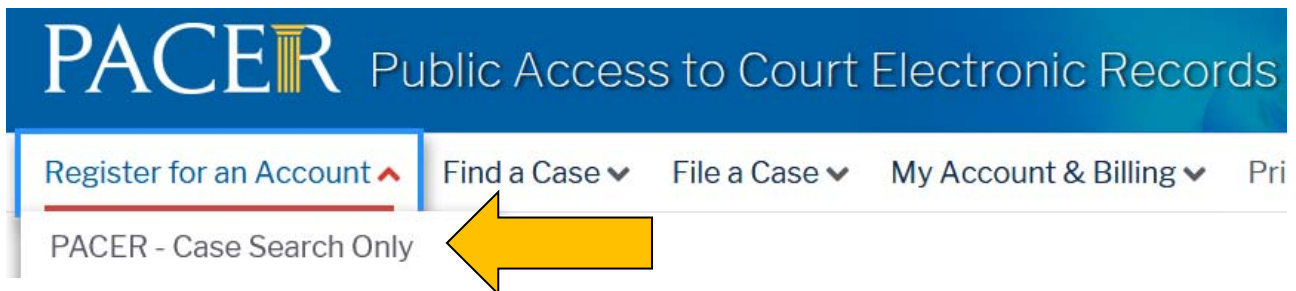 PACER Public Access to Court Electronic Records
Register for an Account Find a Case File a Case My Account & Billing Pri
PACER - Case Search Only